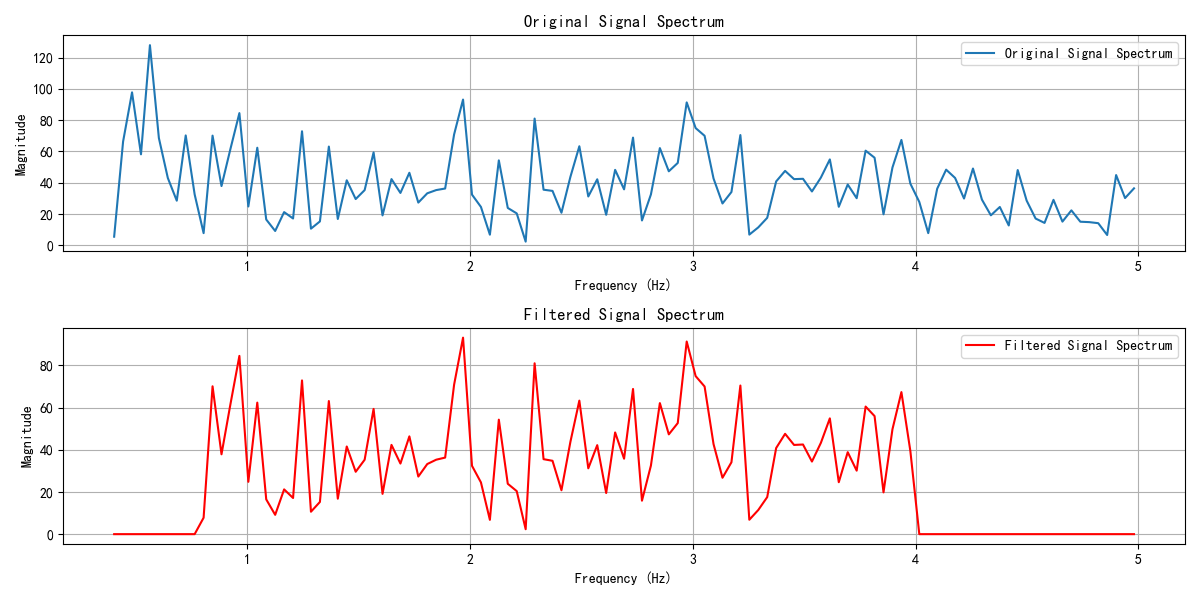 Original Signal Spectrum
Original Signal Spectrum
120
100
80
60
40
20
0
Magnitude
1 2 3 4 5
Frequency (Hz)
Filtered Signal Spectrum
Filtered Signal Spectrum
80
60
40
20
0
Magnitude
1 2 3 4 5
Frequency (Hz)